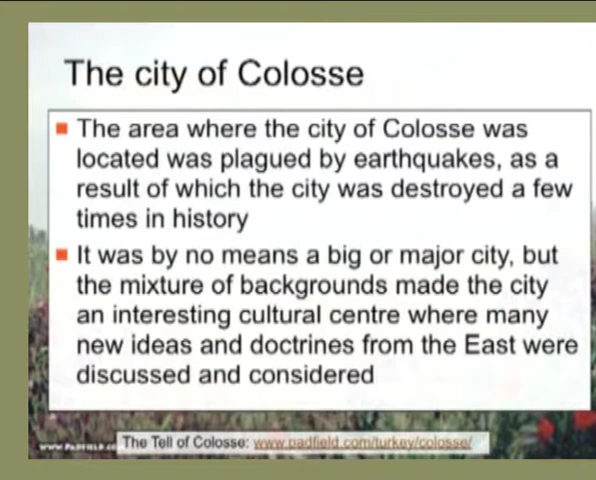 The city of Colosse
The area where the city of Colosse was
located was plagued by earthquakes, as a
result of which the city was destroyed a few
times in history
It was by no means a big or major city, but
the mixture of backgrounds made the city
an interesting cultural centre where many
new ideas and doctrines from the East were
discussed and considered
WWW.PADFIELD.CO
The Tell of Colosse: www.padfield.com/turkey/colosse/